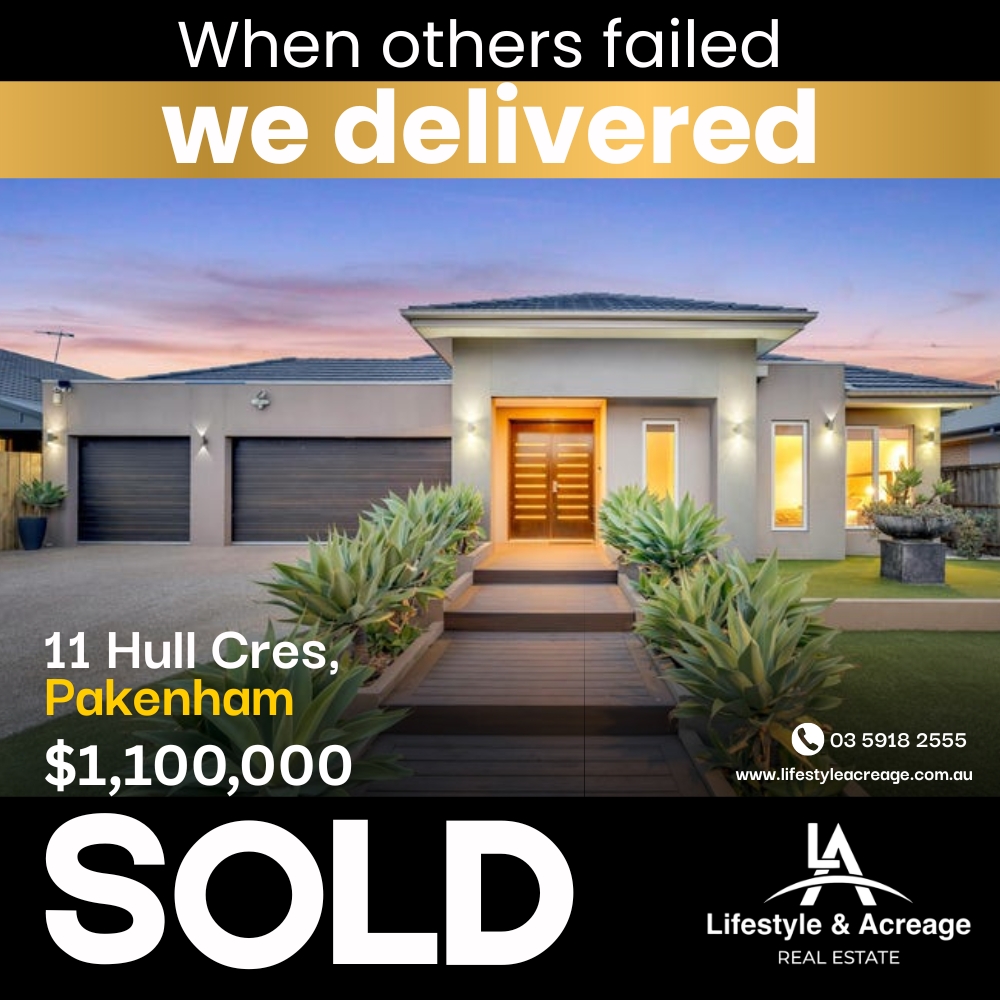 When others failed
we delivered
11 Hull Cres,
Pakenham
$1,100,000
03 5918 2555
www.lifestyleacreage.com.au
SOLD
LA
Lifestyle & Acreage
REAL ESTATE